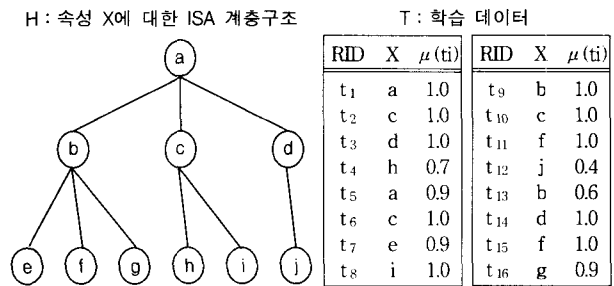 H : 속성 X에 대한 ISA 계층구조
a
b c d
e f g h i j
T : 학습 데이터
RID X μ(ti)
t1 a 1.0
t2 c 1.0
t3 d 1.0
t4 h 0.7
t5 a 0.9
t6 c 1.0
t7 e 0.9
t8 i 1.0
RID X μ(ti)
t9 b 1.0
t10 c 1.0
t11 f 1.0
t12 j 0.4
t13 b 0.6
t14 d 1.0
t15 f 1.0
t16 g 0.9